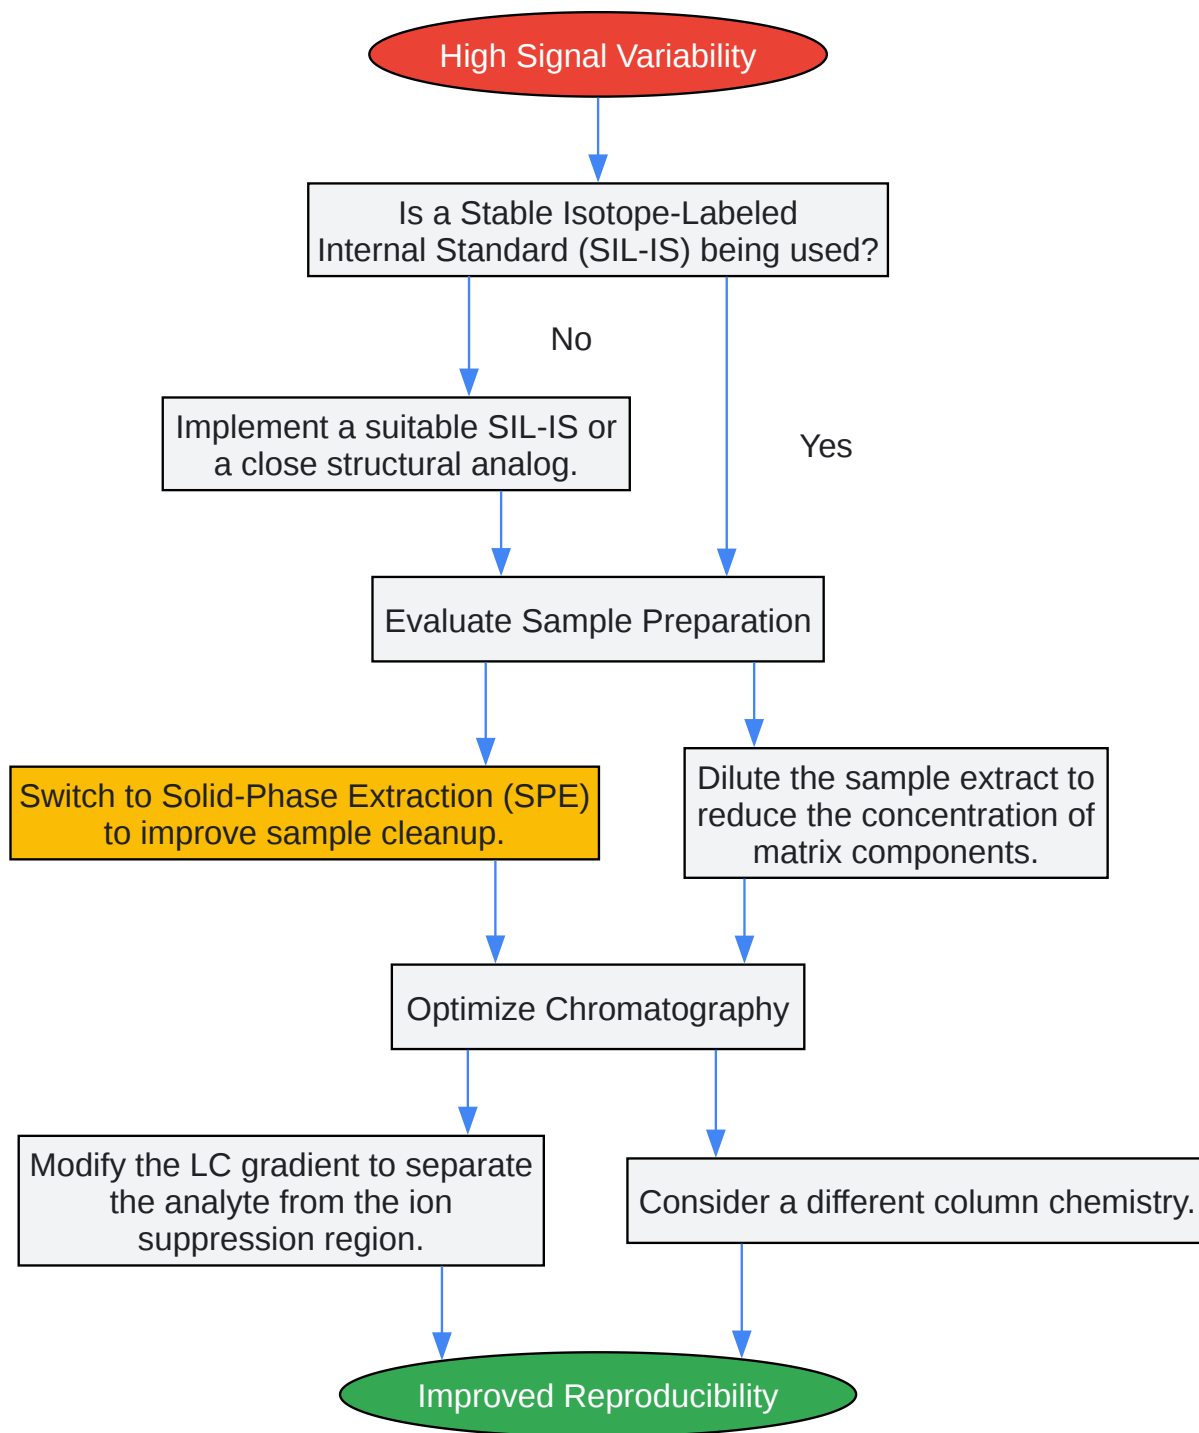 High Signal Variability
Is a Stable Isotope-Labeled
Internal Standard (SIL-IS) being used?
No
Implement a suitable SIL-IS or
a close structural analog.
Yes
Evaluate Sample Preparation
Switch to Solid-Phase Extraction (SPE)
to improve sample cleanup.
Dilute the sample extract to
reduce the concentration of
matrix components.
Optimize Chromatography
Modify the LC gradient to separate
the analyte from the ion
suppression region.
Consider a different column chemistry.
Improved Reproducibility